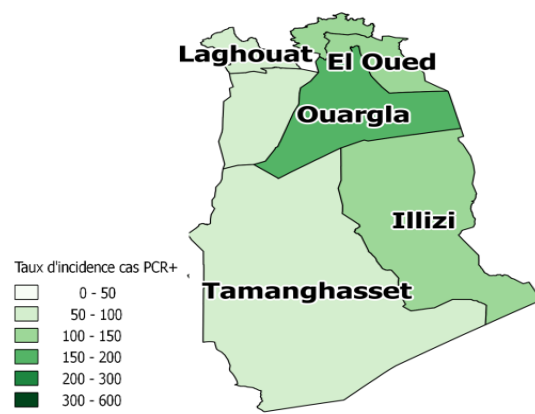 Laghouat
El Oued
Ouargla
Illizi
Tamanghasset
Taux d'incidence cas PCR+
0 - 50
50 - 100
100 - 150
150 - 200
200 - 300
300 - 600